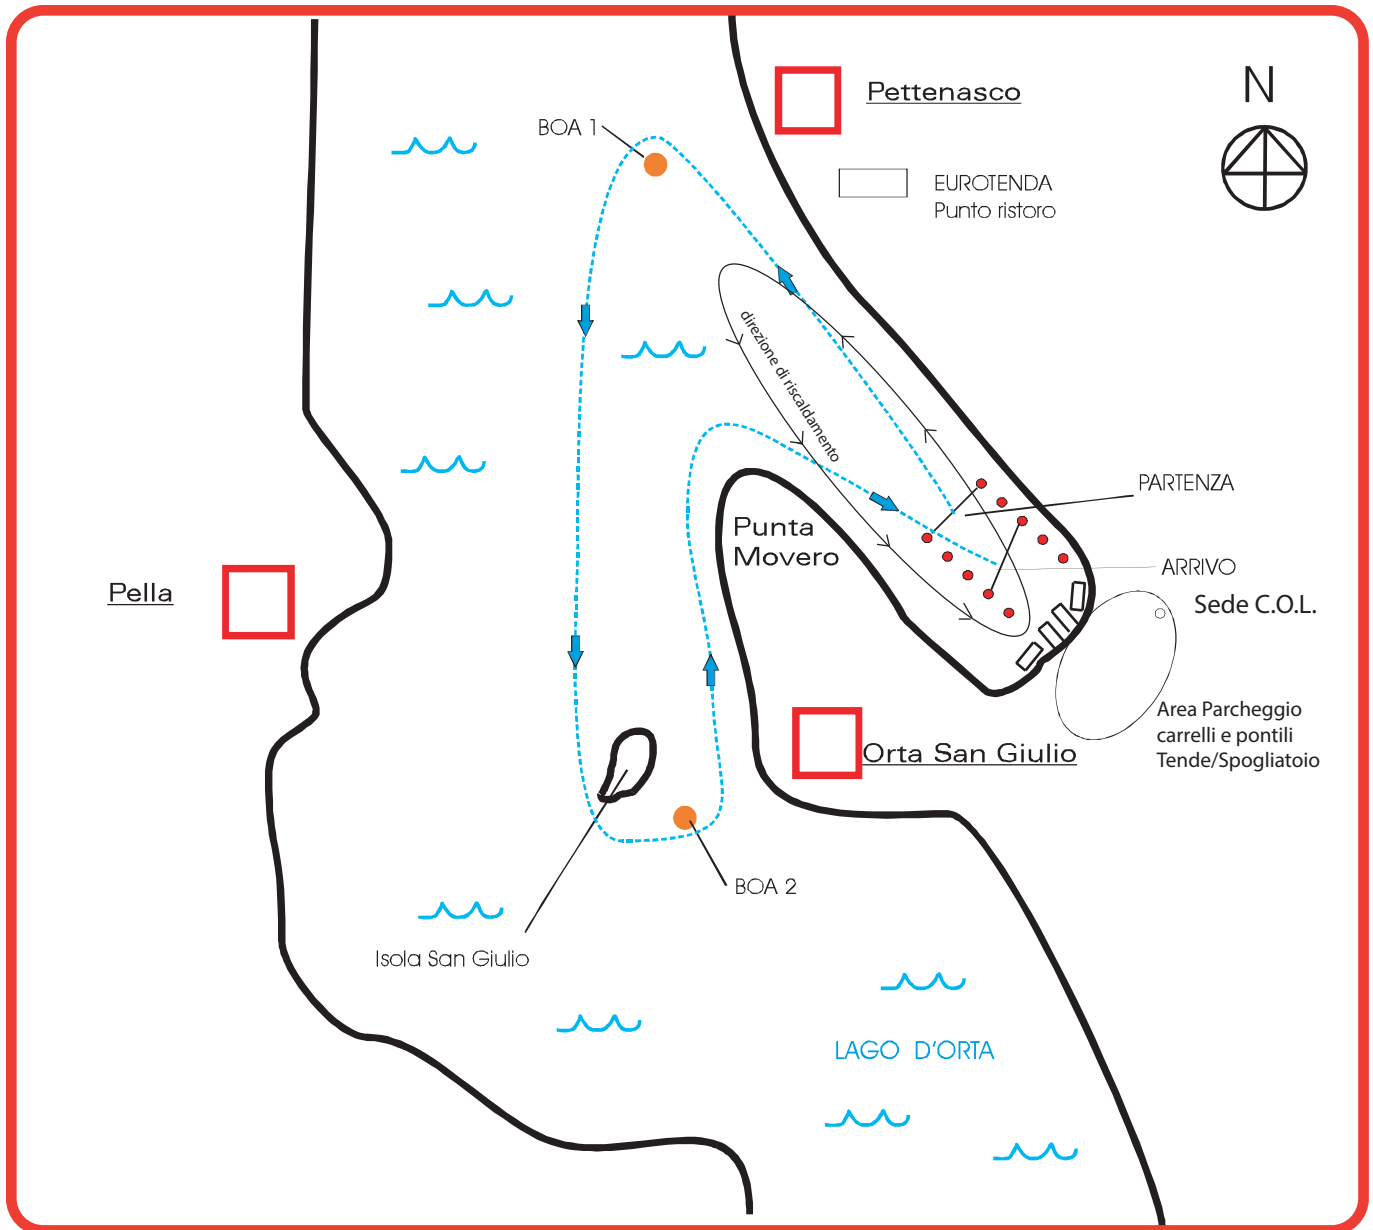 N
Pettenasco
BOA 1
EUROTENDA
Punto ristoro
direzione di riscaldamento
PARTENZA
Punta
Movero
ARRIVO
Sede C.O.L.
Pella
Area Parcheggio
carrelli e pontili
Tende/Spogliatoio
Orta San Giulio
BOA 2
Isola San Giulio
LAGO D'ORTA